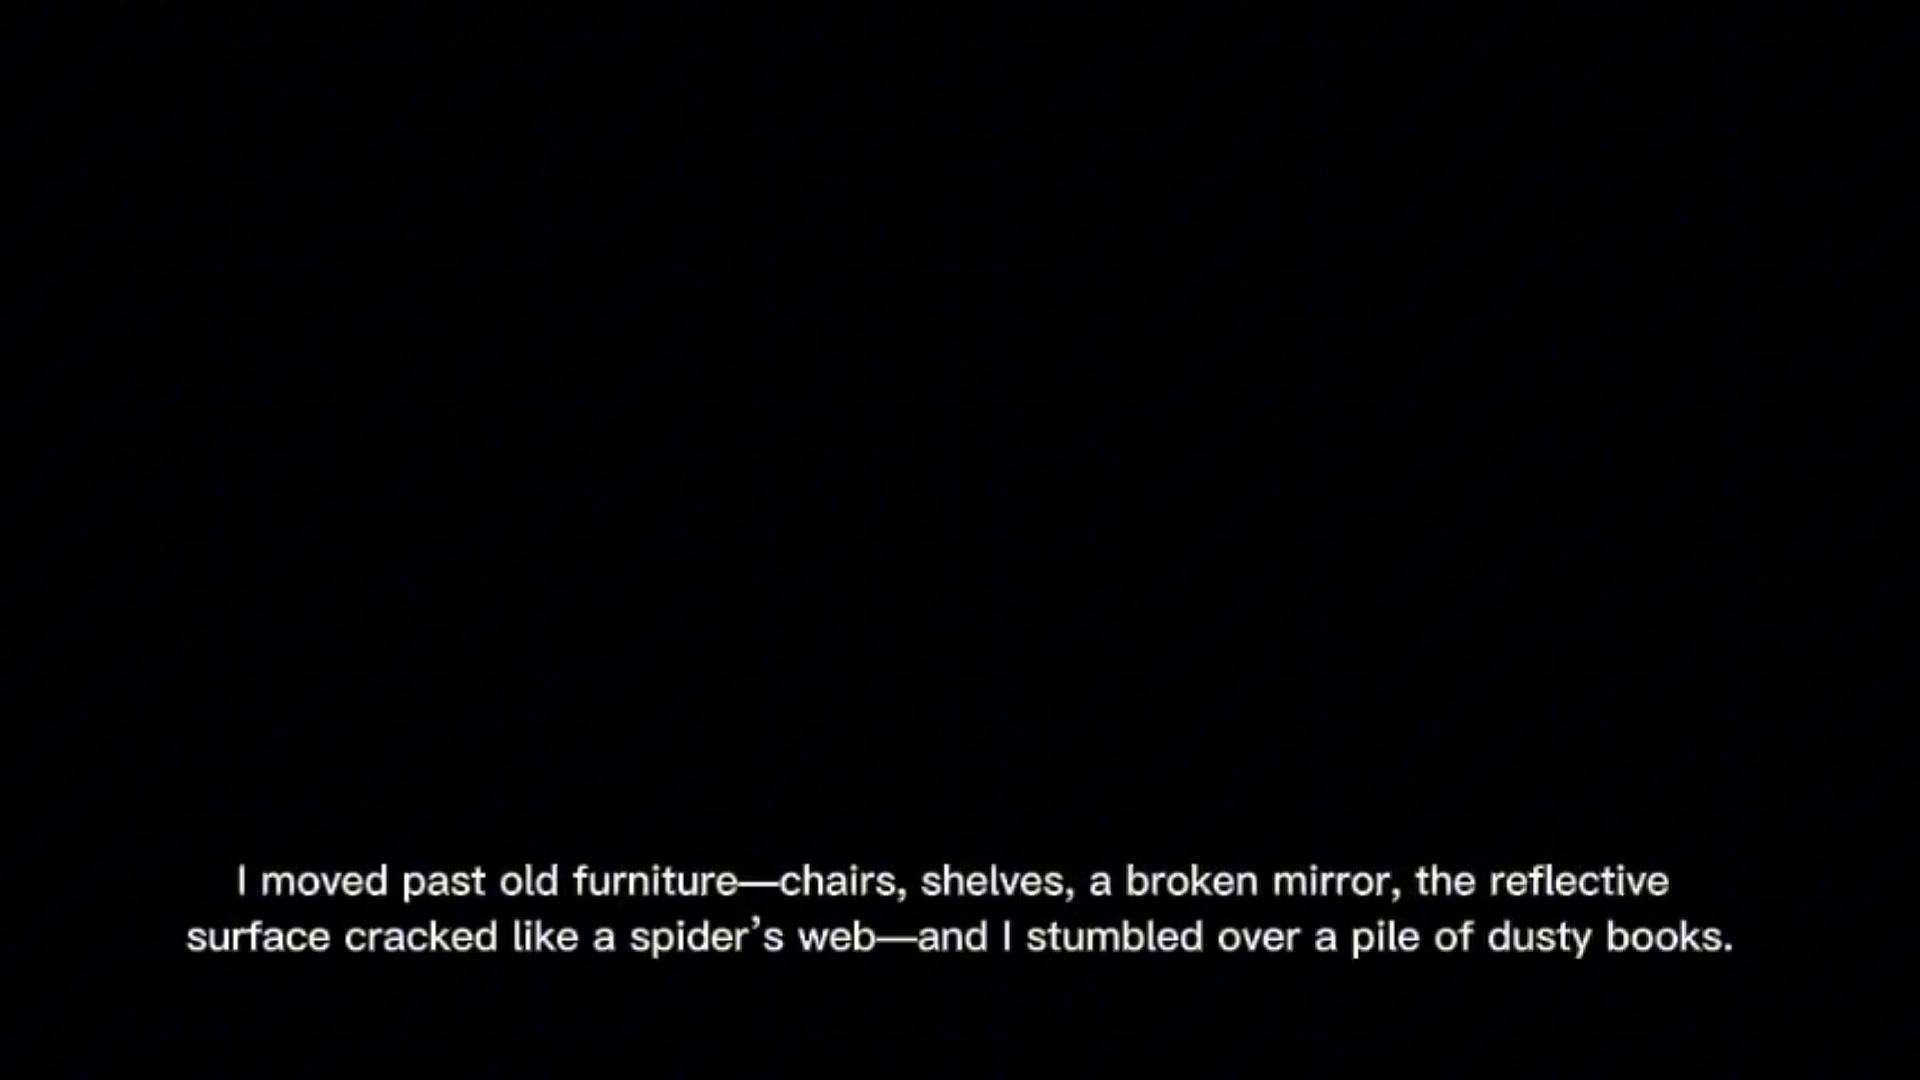 I moved past old furniture—chairs, shelves, a broken mirror, the reflective
surface cracked like a spider’s web—and I stumbled over a pile of dusty books.